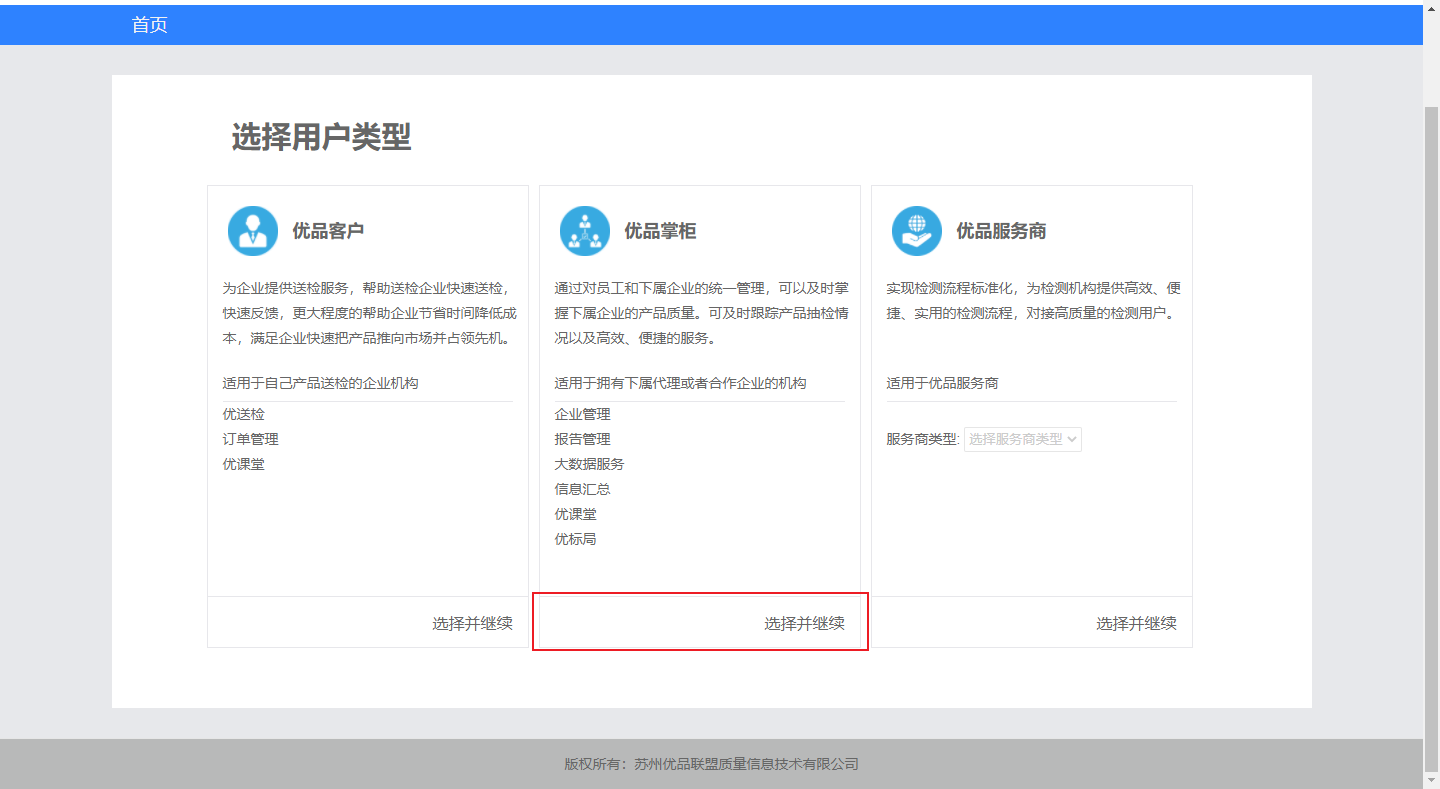 首页
选择用户类型
优品客户
为企业提供送检服务，帮助送检企业快速送检，
快速反馈，更大程度的帮助企业节省时间降低成
本，满足企业快速把产品推向市场并占领先机。
适用于自己产品送检的企业机构
优送检
订单管理
优课堂
选择并继续
优品掌柜
通过对员工和下属企业的统一管理，可以及时掌
握下属企业的产品质量。可及时跟踪产品抽检情
况以及高效、便捷的服务。
适用于拥有下属代理或者合作企业的机构
企业管理
报告管理
大数据服务
信息汇总
优课堂
优标局
选择并继续
优品服务商
实现检测流程标准化，为检测机构提供高效、便
捷、实用的检测流程，对接高质量的检测用户。
适用于优品服务商
服务商类型: 选择服务商类型
选择并继续
版权所有：苏州优品联盟质量信息技术有限公司